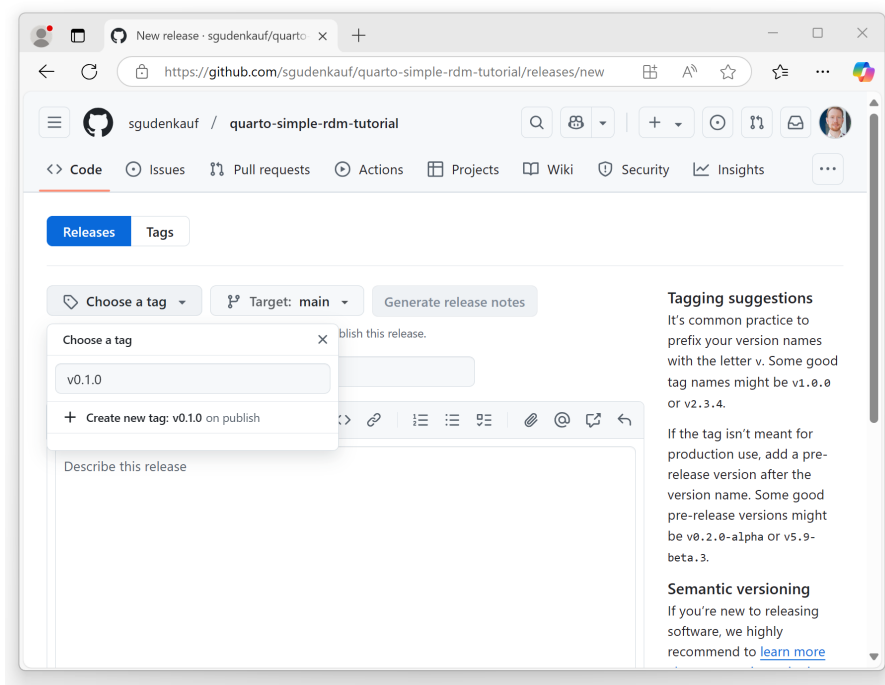 New release · sgudenkauf/quarto
https://github.com/sgudenkauf/quarto-simple-rdm-tutorial/releases/new
sgudenkauf / quarto-simple-rdm-tutorial
Code Issues Pull requests Actions Projects Wiki Security Insights
Releases Tags
Choose a tag Target: main Generate release notes
blish this release.
Choose a tag
v0.1.0
Create new tag: v0.1.0 on publish
Describe this release
Tagging suggestions
It's common practice to
prefix your version names
with the letter v. Some good
tag names might be v1.0.0
or v2.3.4.
If the tag isn't meant for
production use, add a pre-
release version after the
version name. Some good
pre-release versions might
be v0.2.0-alpha or v5.9-
beta.3.
Semantic versioning
If you're new to releasing
software, we highly
recommend to learn more